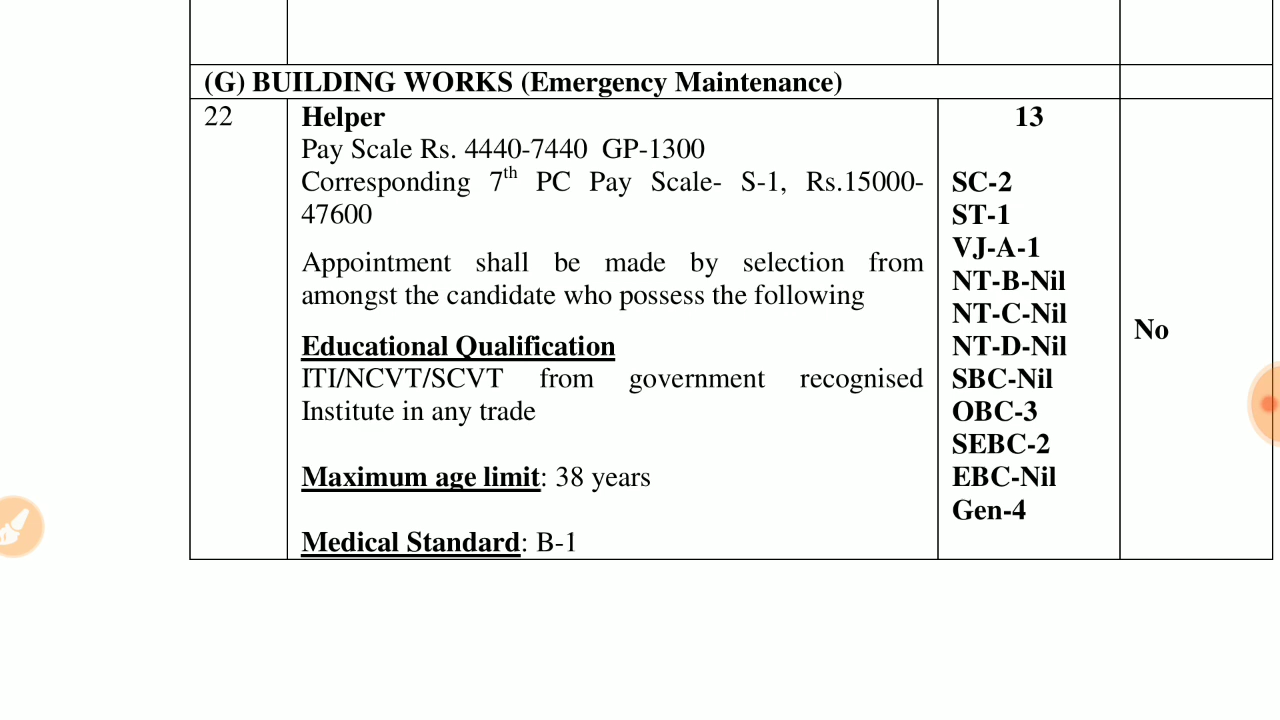 (G) BUILDING WORKS (Emergency Maintenance)
22
Helper
Pay Scale Rs. 4440-7440 GP-1300
Corresponding 7th PC Pay Scale- S-1, Rs.15000-
47600
Appointment shall be made by selection from
amongst the candidate who possess the following
Educational Qualification
ITI/NCVT/SCVT from government recognised
Institute in any trade
Maximum age limit: 38 years
Medical Standard: B-1
13
SC-2
ST-1
VJ-A-1
NT-B-Nil
NT-C-Nil
NT-D-Nil
SBC-Nil
OBC-3
SEBC-2
EBC-Nil
Gen-4
No